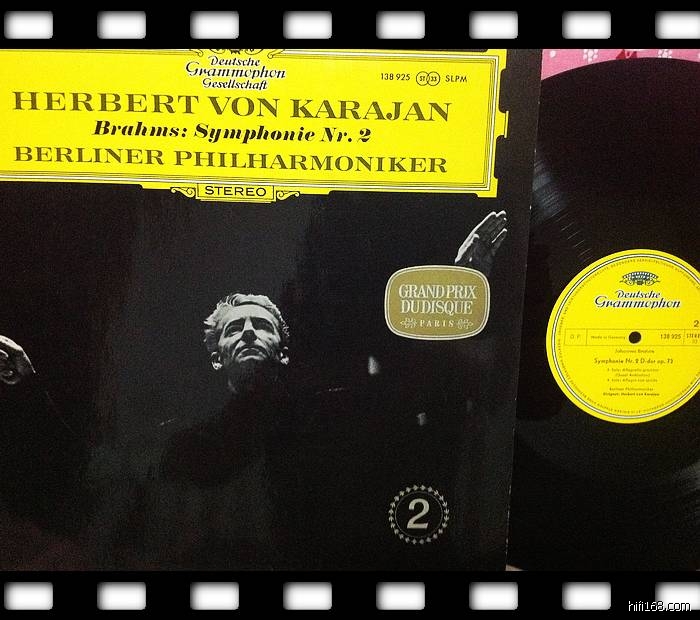 Deutsche
Grammophon
Gesellschaft
138 925 ST 33 SLPM
HERBERT VON KARAJAN
Brahms: Symphonie Nr. 2
BERLINER PHILHARMONIKER
STEREO
GRAND PRIX
DU DISQUE
PARIS
2
Deutsche
Grammophon
Made in Germany
138 925
Johannes Brahms
Symphonie Nr. 2 D-dur op. 73
Berliner Philharmoniker
Dirigent: Herbert von Karajan
hifi168.com